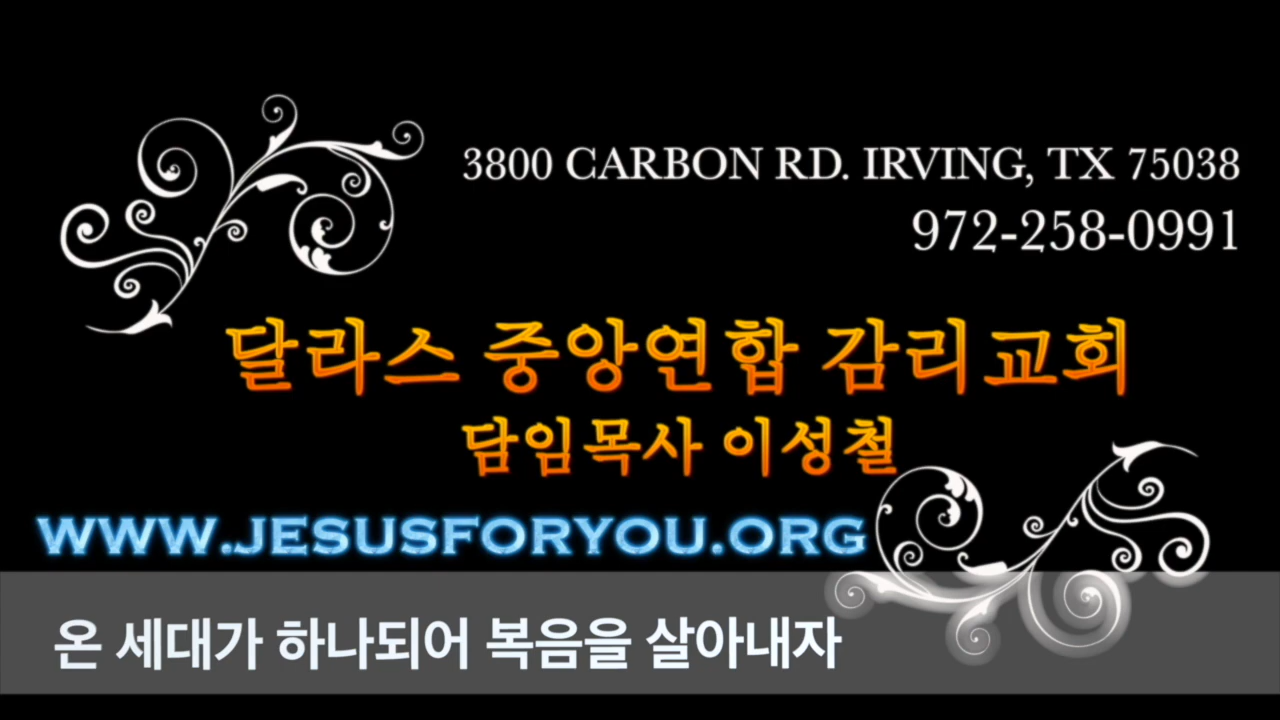 3800 CARBON RD. IRVING, TX 75038
972-258-0991
달라스 중앙연합 감리교회
담임목사 이성철
WWW.JESUSFORYOU.ORG
온 세대가 하나되어 복음을 살아내자